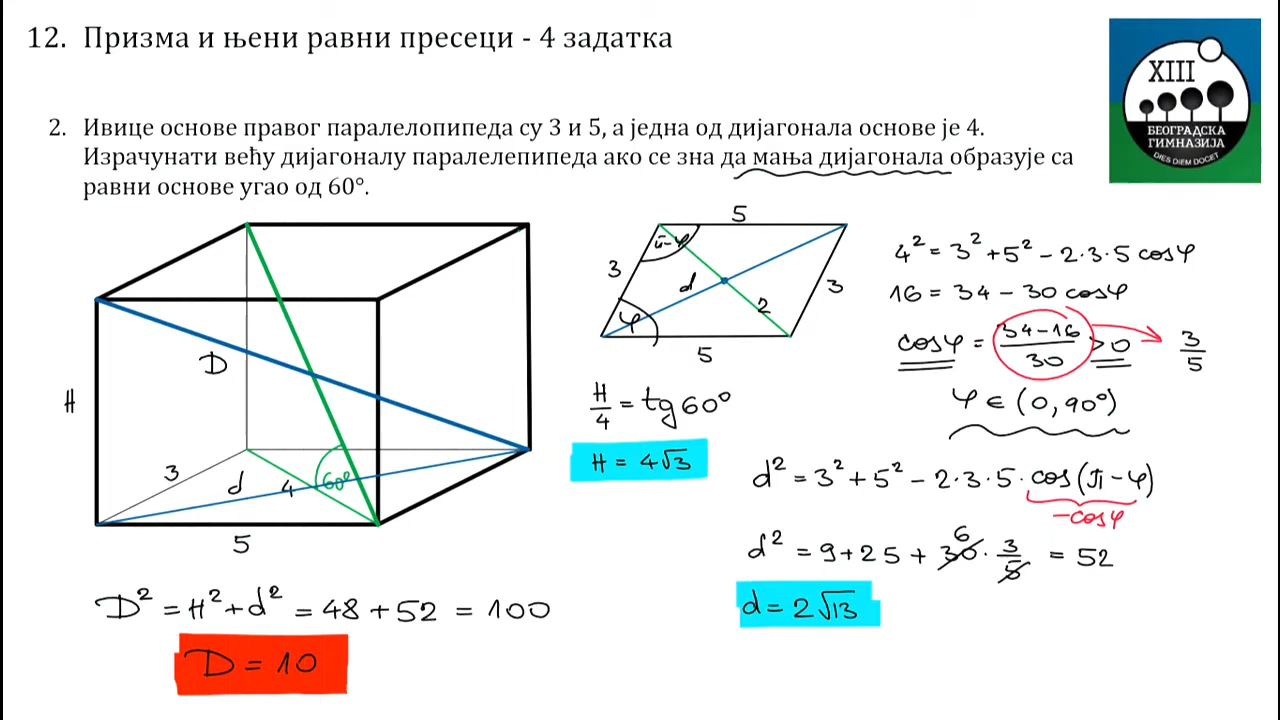 12. Призма и њени равни пресеци - 4 задатка
XIII
БЕОГРАДСКА
ГИМНАЗИЈА
DIES DIEM DOCET
2. Ивице основе правог паралелопипеда су 3 и 5, а једна од дијагонала основе је 4.
Израчунати већу дијагоналу паралелепипеда ако се зна да мања дијагонала образује са
равни основе угао од 60°.
D
H
3
d
4
60°
5
5
π-φ
3
d
3
φ
2
5
H/4 = tg 60°
H = 4√3
4² = 3² + 5² - 2·3·5 cosφ
16 = 34 - 30 cosφ
cosφ = (34-16)/30 > 0 3/5
φ ∈ (0, 90°)
d² = 3² + 5² - 2·3·5· cos(π-φ)
-cosφ
d² = 9 + 25 + 30 · 3/5 = 52
6
d = 2√13
D² = H² + d² = 48 + 52 = 100
D = 10